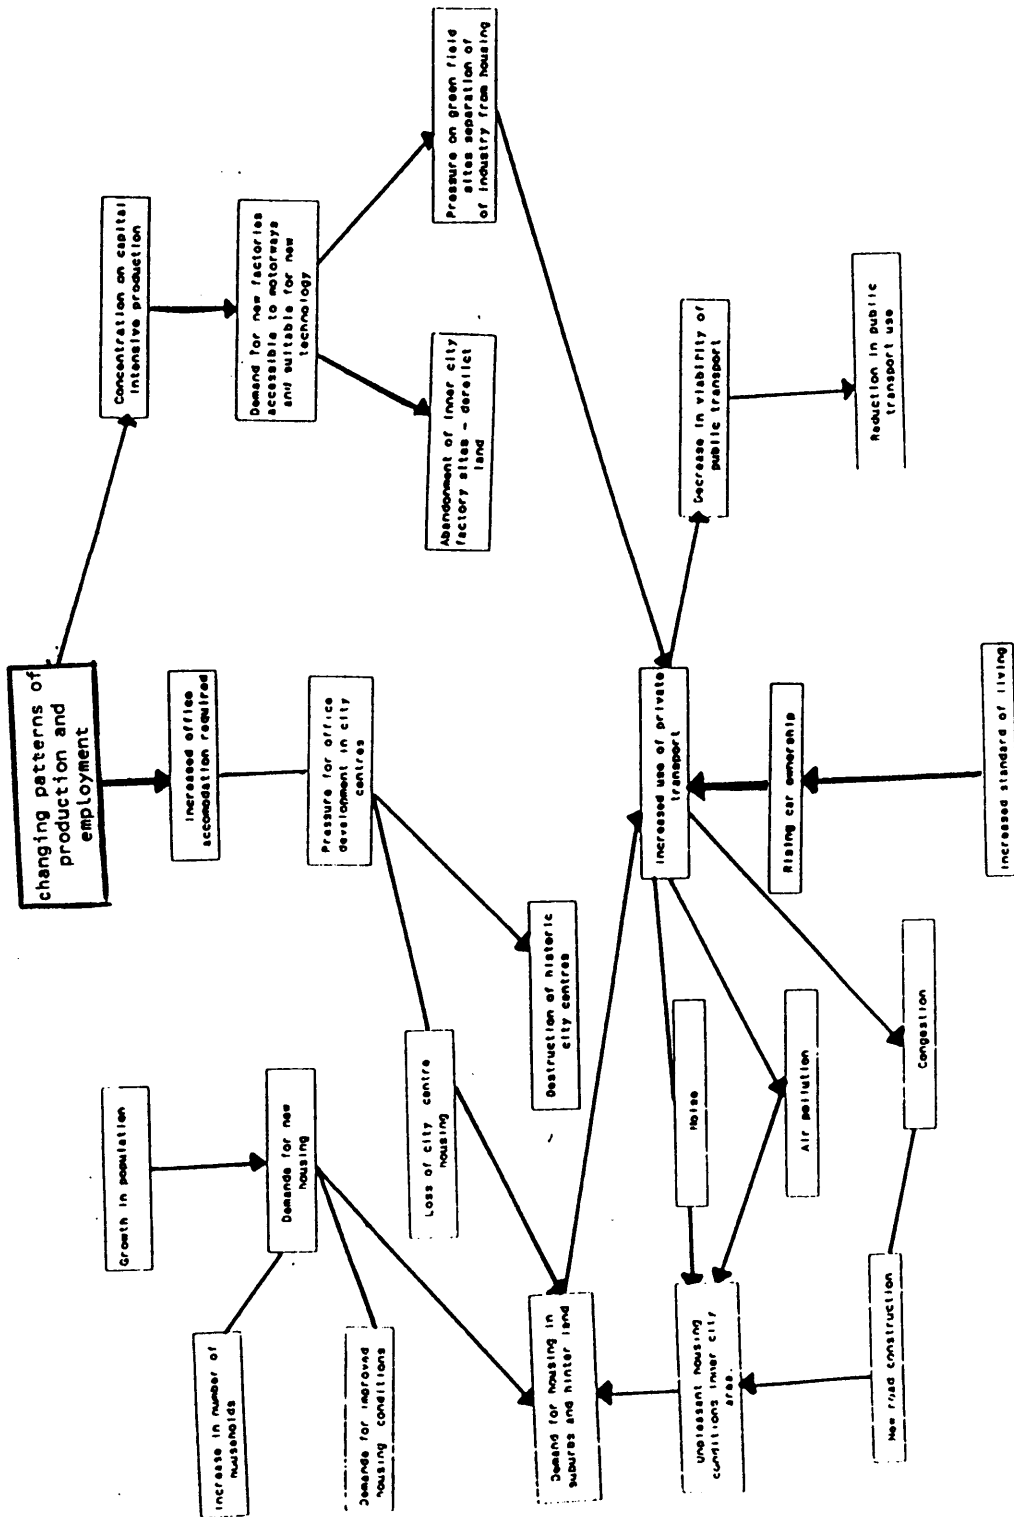 changing patterns of
production and
employment
Growth in population
Increased office
accomodation required
Concentration on capital
intensive production
Increase in number of
households
Demands for new
housing
Pressure for office
development in city
centres
Demand for new factories
accessible to motorways
and suitable for new
technology
Demands for improved
housing conditions
Loss of city centre
housing
Abandonment of inner city
factory sites - derelict
land
Pressure on green field
sites separation of
of industry from housing
Destruction of historic
city centres
Demand for housing in
suburbs and hinter land
Increased use of private
transport
Decrease in viability of
public transport
Unpleasant housing
conditions inner city
area.
Noise
Air pollution
Rising car ownership
Reduction in public
transport use
New road construction
Congestion
Increased standard of living